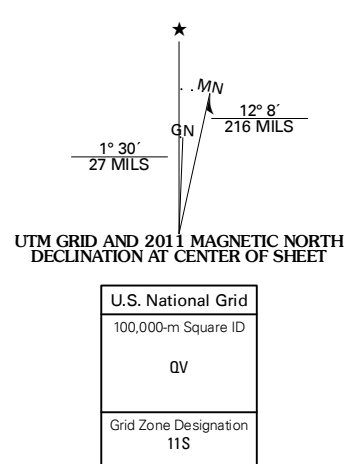 ★
MN
GN
12° 8´
216 MILS
1° 30´
27 MILS
UTM GRID AND 2011 MAGNETIC NORTH
DECLINATION AT CENTER OF SHEET
U.S. National Grid
100,000-m Square ID
QV
Grid Zone Designation
11S